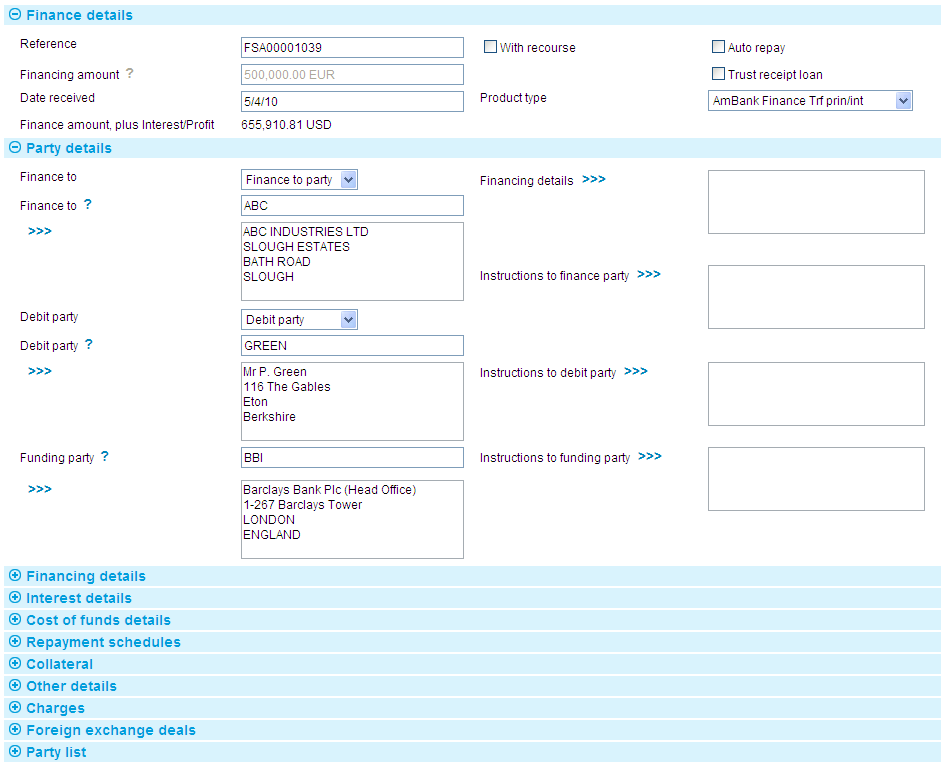 Finance details
Reference
FSA00001039
With recourse
Auto repay
Financing amount ?
500,000.00 EUR
Trust receipt loan
Date received
5/4/10
Product type
AmBank Finance Trf prin/int
Finance amount, plus Interest/Profit
655,910.81 USD
Party details
Finance to
Finance to party
Financing details >>>
Finance to ?
ABC
>>>
ABC INDUSTRIES LTD
SLOUGH ESTATES
BATH ROAD
SLOUGH
Instructions to finance party >>>
Debit party
Debit party
Debit party ?
GREEN
>>>
Mr P. Green
116 The Gables
Eton
Berkshire
Instructions to debit party >>>
Funding party ?
BBI
Instructions to funding party >>>
>>>
Barclays Bank Plc (Head Office)
1-267 Barclays Tower
LONDON
ENGLAND
Financing details
Interest details
Cost of funds details
Repayment schedules
Collateral
Other details
Charges
Foreign exchange deals
Party list